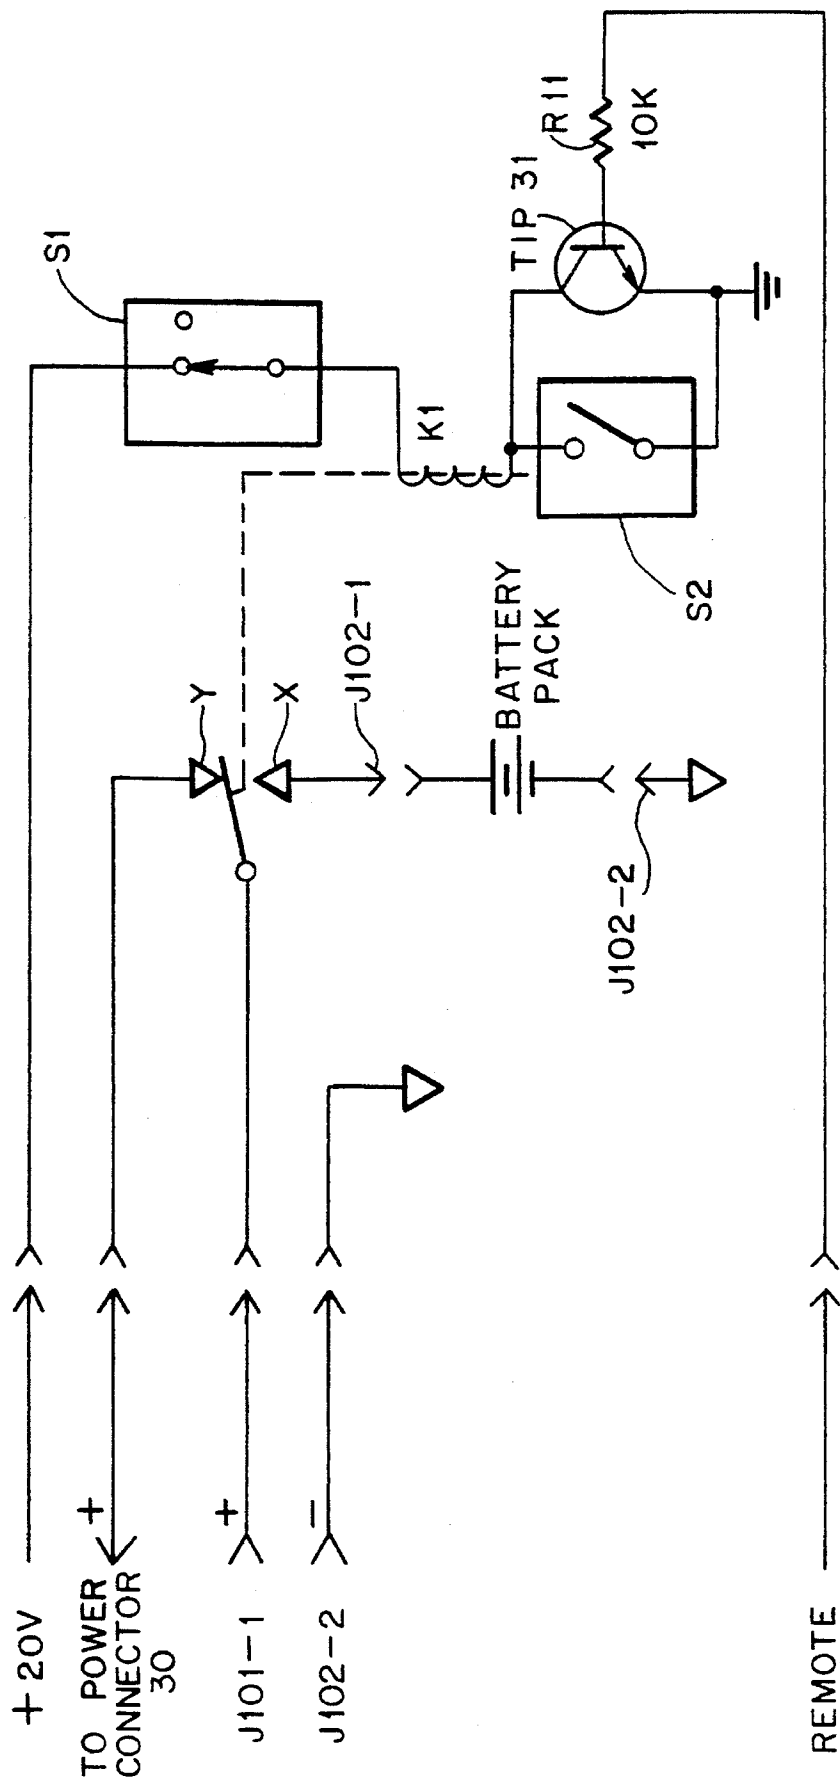 +20V
TO POWER
CONNECTOR
30
+
J101-1
+
J102-2
−
REMOTE
S1
Y
X
K1
J102-1
BATTERY
PACK
J102-2
S2
TIP 31
R11
10K